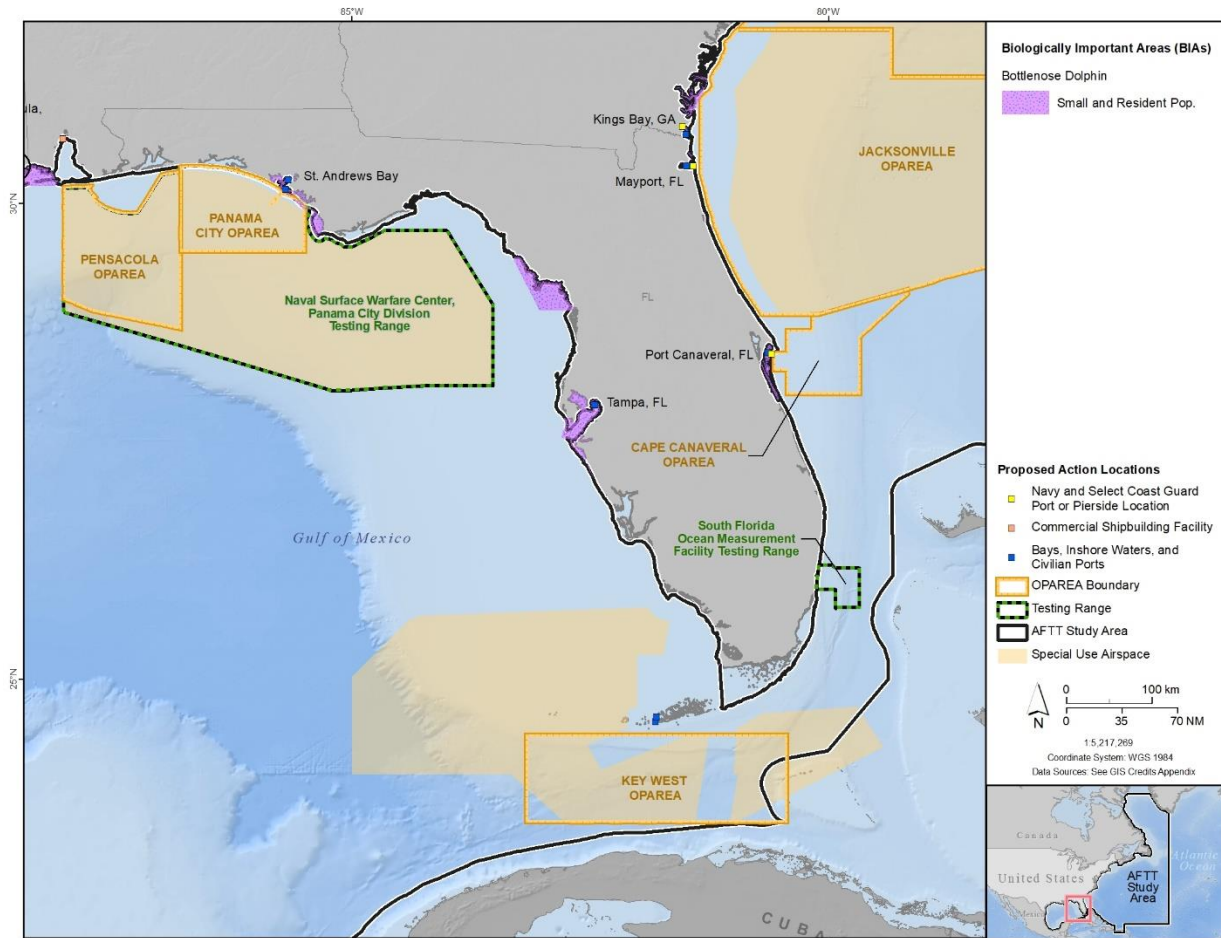 85°W
80°W
ula,
Kings Bay, GA
Mayport, FL
JACKSONVILLE
OPAREA
30°N
St. Andrews Bay
PANAMA
CITY OPAREA
PENSACOLA
OPAREA
Naval Surface Warfare Center,
Panama City Division
Testing Range
FL
Port Canaveral, FL
Tampa, FL
CAPE CANAVERAL
OPAREA
South Florida
Ocean Measurement
Facility Testing Range
Gulf of Mexico
25°N
KEY WEST
OPAREA
CUBA
Biologically Important Areas (BIAs)
Bottlenose Dolphin
Small and Resident Pop.
Proposed Action Locations
Navy and Select Coast Guard
Port or Pierside Location
Commercial Shipbuilding Facility
Bays, Inshore Waters, and
Civilian Ports
OPAREA Boundary
Testing Range
AFTT Study Area
Special Use Airspace
0 100 km
N
0 35 70 NM
1:5,217,269
Coordinate System: WGS 1984
Data Sources: See GIS Credits Appendix
Canada
United States
Mexico
Atlantic
Ocean
AFTT
Study
Area